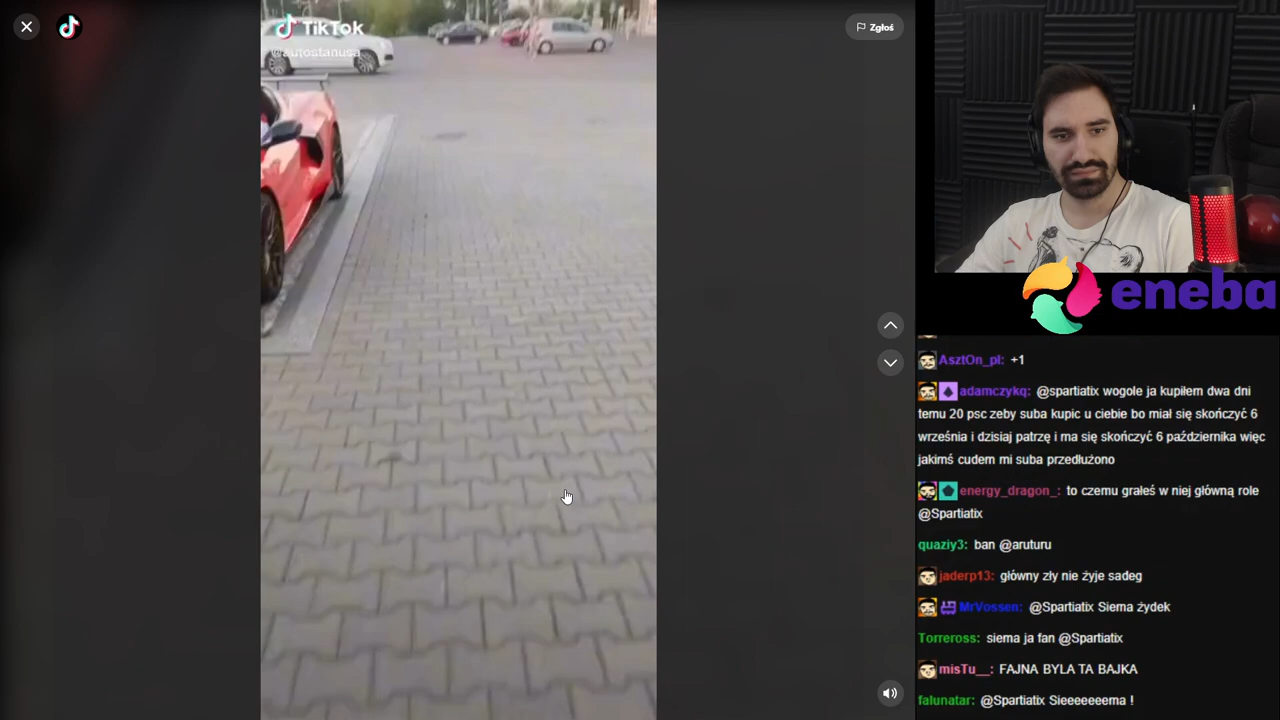 TikTok
@autostanusa
Zgłoś
eneba
AsztOn_pl: +1
adamczykq: @spartiatix wogole ja kupiłem dwa dni
temu 20 psc zeby suba kupic u ciebie bo miał się skończyć 6
września i dzisiaj patrzę i ma się skończyć 6 października więc
jakimś cudem mi suba przedłużono
energy_dragon_: to czemu grałeś w niej główną role
@Spartiatix
quaziy3: ban @aruturu
jaderp13: główny zły nie żyje sadeg
MrVossen: @Spartiatix Siema żydek
Torreross: siema ja fan @Spartiatix
misTu__: FAJNA BYLA TA BAJKA
falunatar: @Spartiatix Sieeeeeeema !